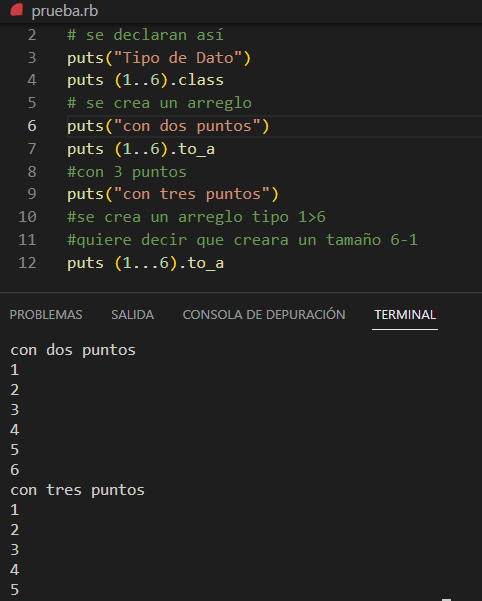 prueba.rb
2 # se declaran así
3 puts("Tipo de Dato")
4 puts (1..6).class
5 # se crea un arreglo
6 puts("con dos puntos")
7 puts (1..6).to_a
8 #con 3 puntos
9 puts("con tres puntos")
10 #se crea un arreglo tipo 1>6
11 #quiere decir que creara un tamaño 6-1
12 puts (1...6).to_a
PROBLEMAS SALIDA CONSOLA DE DEPURACIÓN TERMINAL
con dos puntos
1
2
3
4
5
6
con tres puntos
1
2
3
4
5